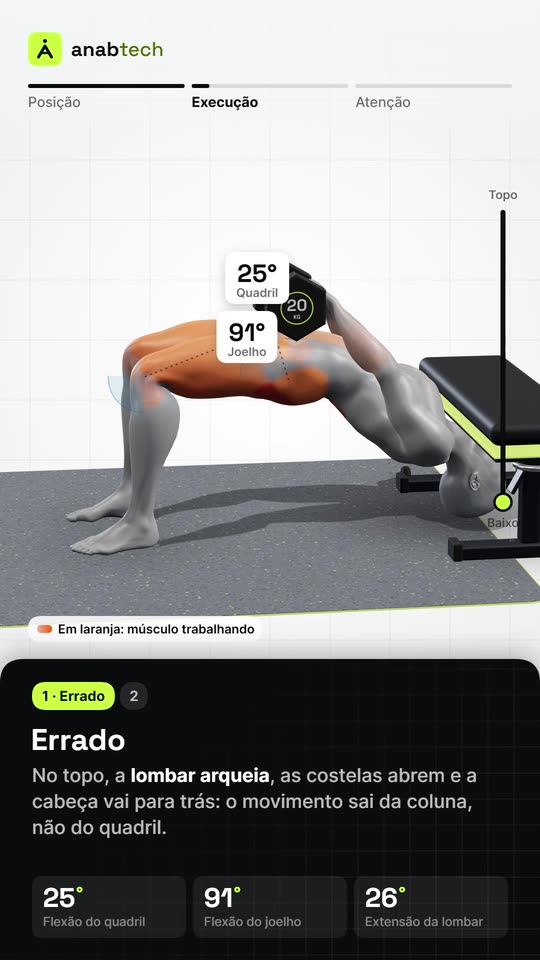 anabtech
Posição
Execução
Atenção
Topo
25°
Quadril
20
KG
91°
Joelho
Baixo
Em laranja: músculo trabalhando
1 · Errado
2
Errado
No topo, a lombar arqueia, as costelas abrem e a
cabeça vai para trás: o movimento sai da coluna,
não do quadril.
25°
Flexão do quadril
91°
Flexão do joelho
26°
Extensão da lombar